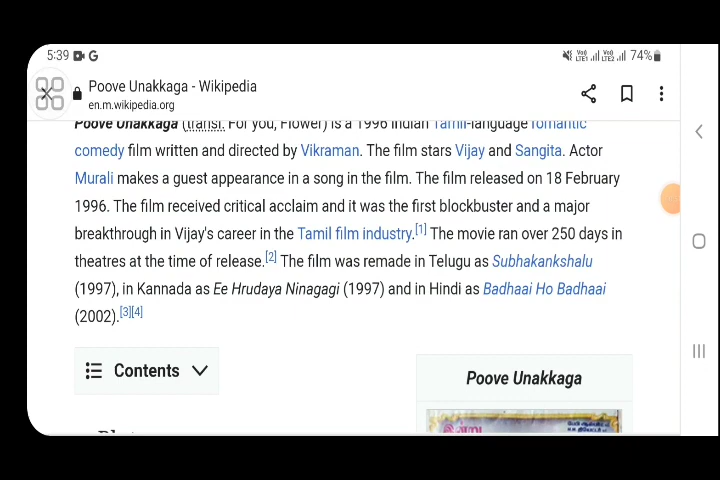 5:39 G LTE1 LTE2 74%
Poove Unakkaga - Wikipedia
en.m.wikipedia.org
Poove Unakkaga (transl. For you, Flower) is a 1996 Indian Tamil-language romantic
comedy film written and directed by Vikraman. The film stars Vijay and Sangita. Actor
Murali makes a guest appearance in a song in the film. The film released on 18 February
1996. The film received critical acclaim and it was the first blockbuster and a major
breakthrough in Vijay's career in the Tamil film industry.[1] The movie ran over 250 days in
theatres at the time of release.[2] The film was remade in Telugu as Subhakankshalu
(1997), in Kannada as Ee Hrudaya Ninagagi (1997) and in Hindi as Badhaai Ho Badhaai
(2002).[3][4]
Contents
Poove Unakkaga
இன்று